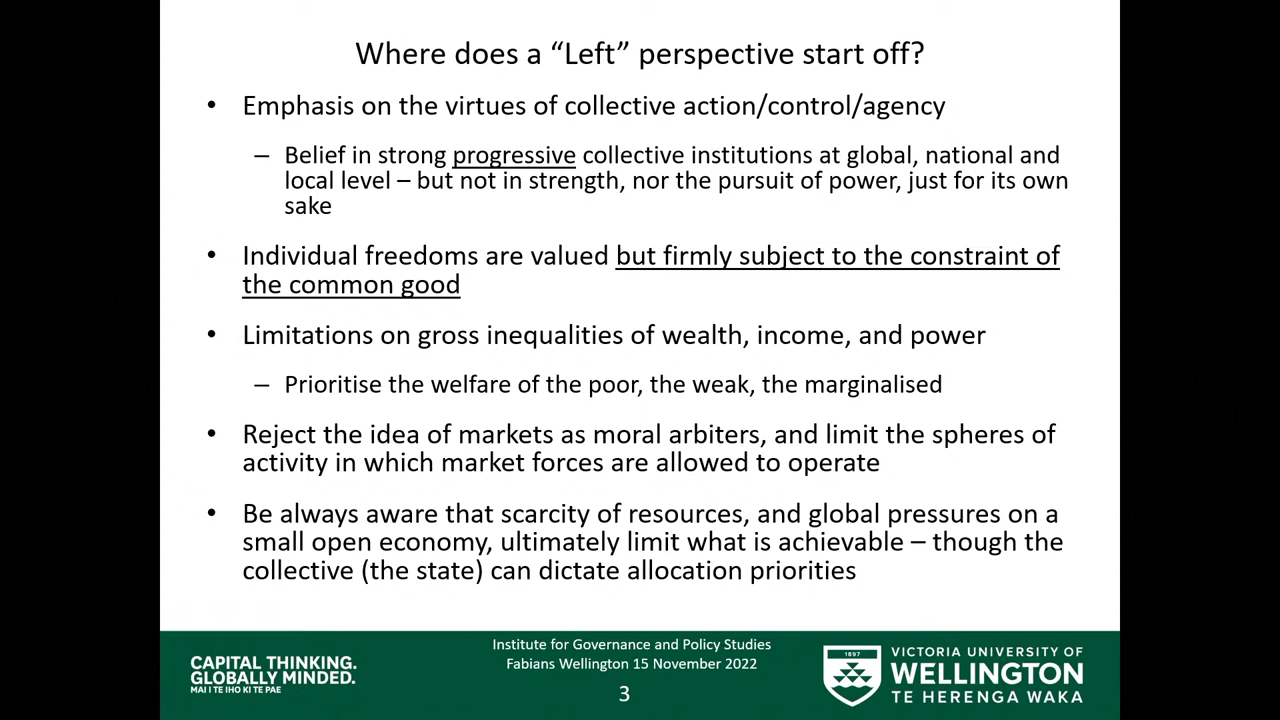 Where does a “Left” perspective start off?
• Emphasis on the virtues of collective action/control/agency
– Belief in strong progressive collective institutions at global, national and
local level – but not in strength, nor the pursuit of power, just for its own
sake
• Individual freedoms are valued but firmly subject to the constraint of
the common good
• Limitations on gross inequalities of wealth, income, and power
– Prioritise the welfare of the poor, the weak, the marginalised
• Reject the idea of markets as moral arbiters, and limit the spheres of
activity in which market forces are allowed to operate
• Be always aware that scarcity of resources, and global pressures on a
small open economy, ultimately limit what is achievable – though the
collective (the state) can dictate allocation priorities
CAPITAL THINKING.
GLOBALLY MINDED.
MAI I TE IHO KI TE PAE
Institute for Governance and Policy Studies
Fabians Wellington 15 November 2022
3
1897
VICTORIA UNIVERSITY OF
WELLINGTON
TE HERENGA WAKA